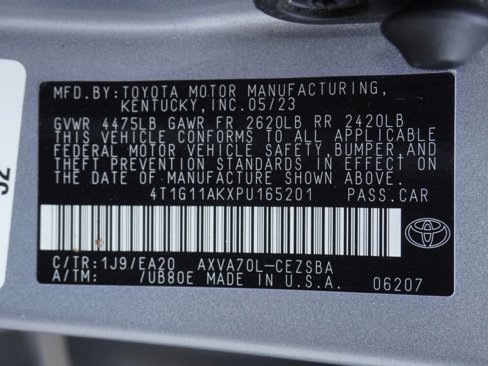 MFD.BY:TOYOTA MOTOR MANUFACTURING,
KENTUCKY,INC.05/23
GVWR 4475LB GAWR FR 2620LB RR 2420LB
THIS VEHICLE CONFORMS TO ALL APPLICABLE
FEDERAL MOTOR VEHICLE SAFETY, BUMPER AND
THEFT PREVENTION STANDARDS IN EFFECT ON
THE DATE OF MANUFACTURE SHOWN ABOVE.
4T1G11AKXPU165201 PASS.CAR
C/TR:1J9/EA20 AXVA70L-CEZSBA
A/TM: /UB80E MADE IN U.S.A. 06207